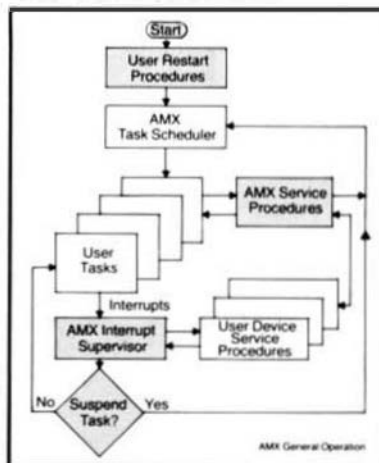 Start
User Restart
Procedures
AMX
Task Scheduler
AMX Service
Procedures
User
Tasks
Interrupts
AMX Interrupt
Supervisor
User Device
Service
Procedures
No
Suspend
Task?
Yes
AMX General Operation